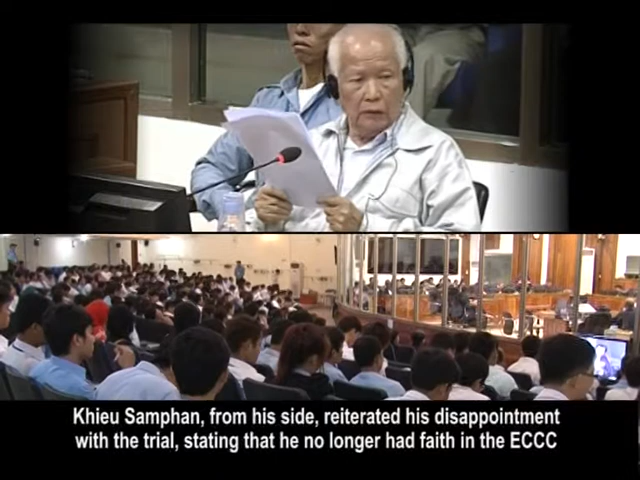 Khieu Samphan, from his side, reiterated his disappointment
with the trial, stating that he no longer had faith in the ECCC